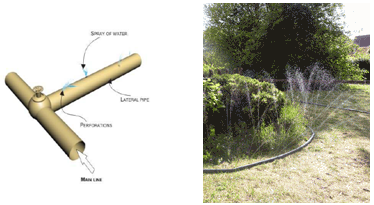 SPRAY OF WATER
LATERAL PIPE
PERFORATIONS
MAIN LINE